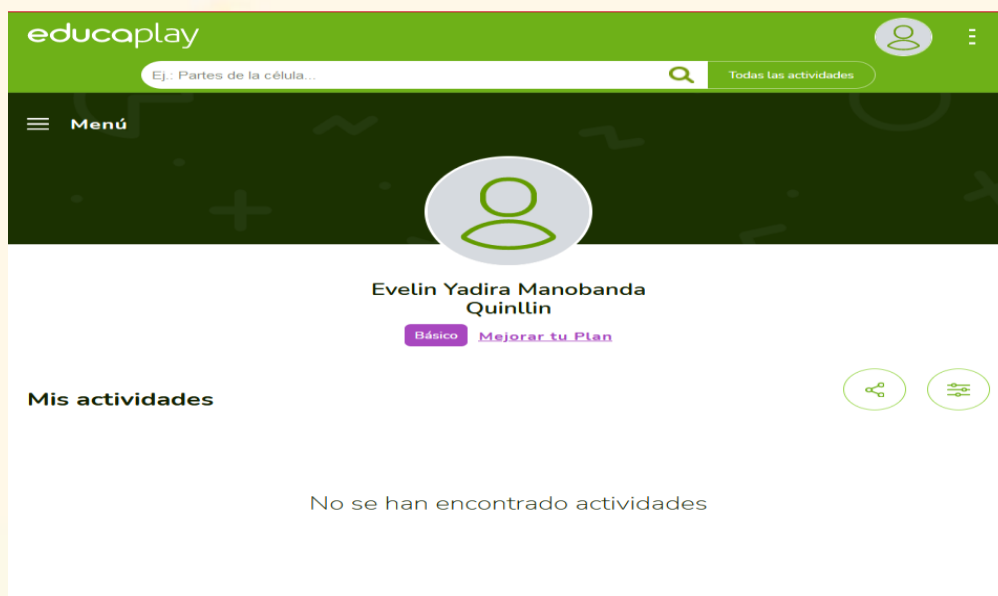 educaplay
Ej.: Partes de la célula...
Todas las actividades
Menú
Evelin Yadira Manobanda
Quinllin
Básico Mejorar tu Plan
Mis actividades
No se han encontrado actividades